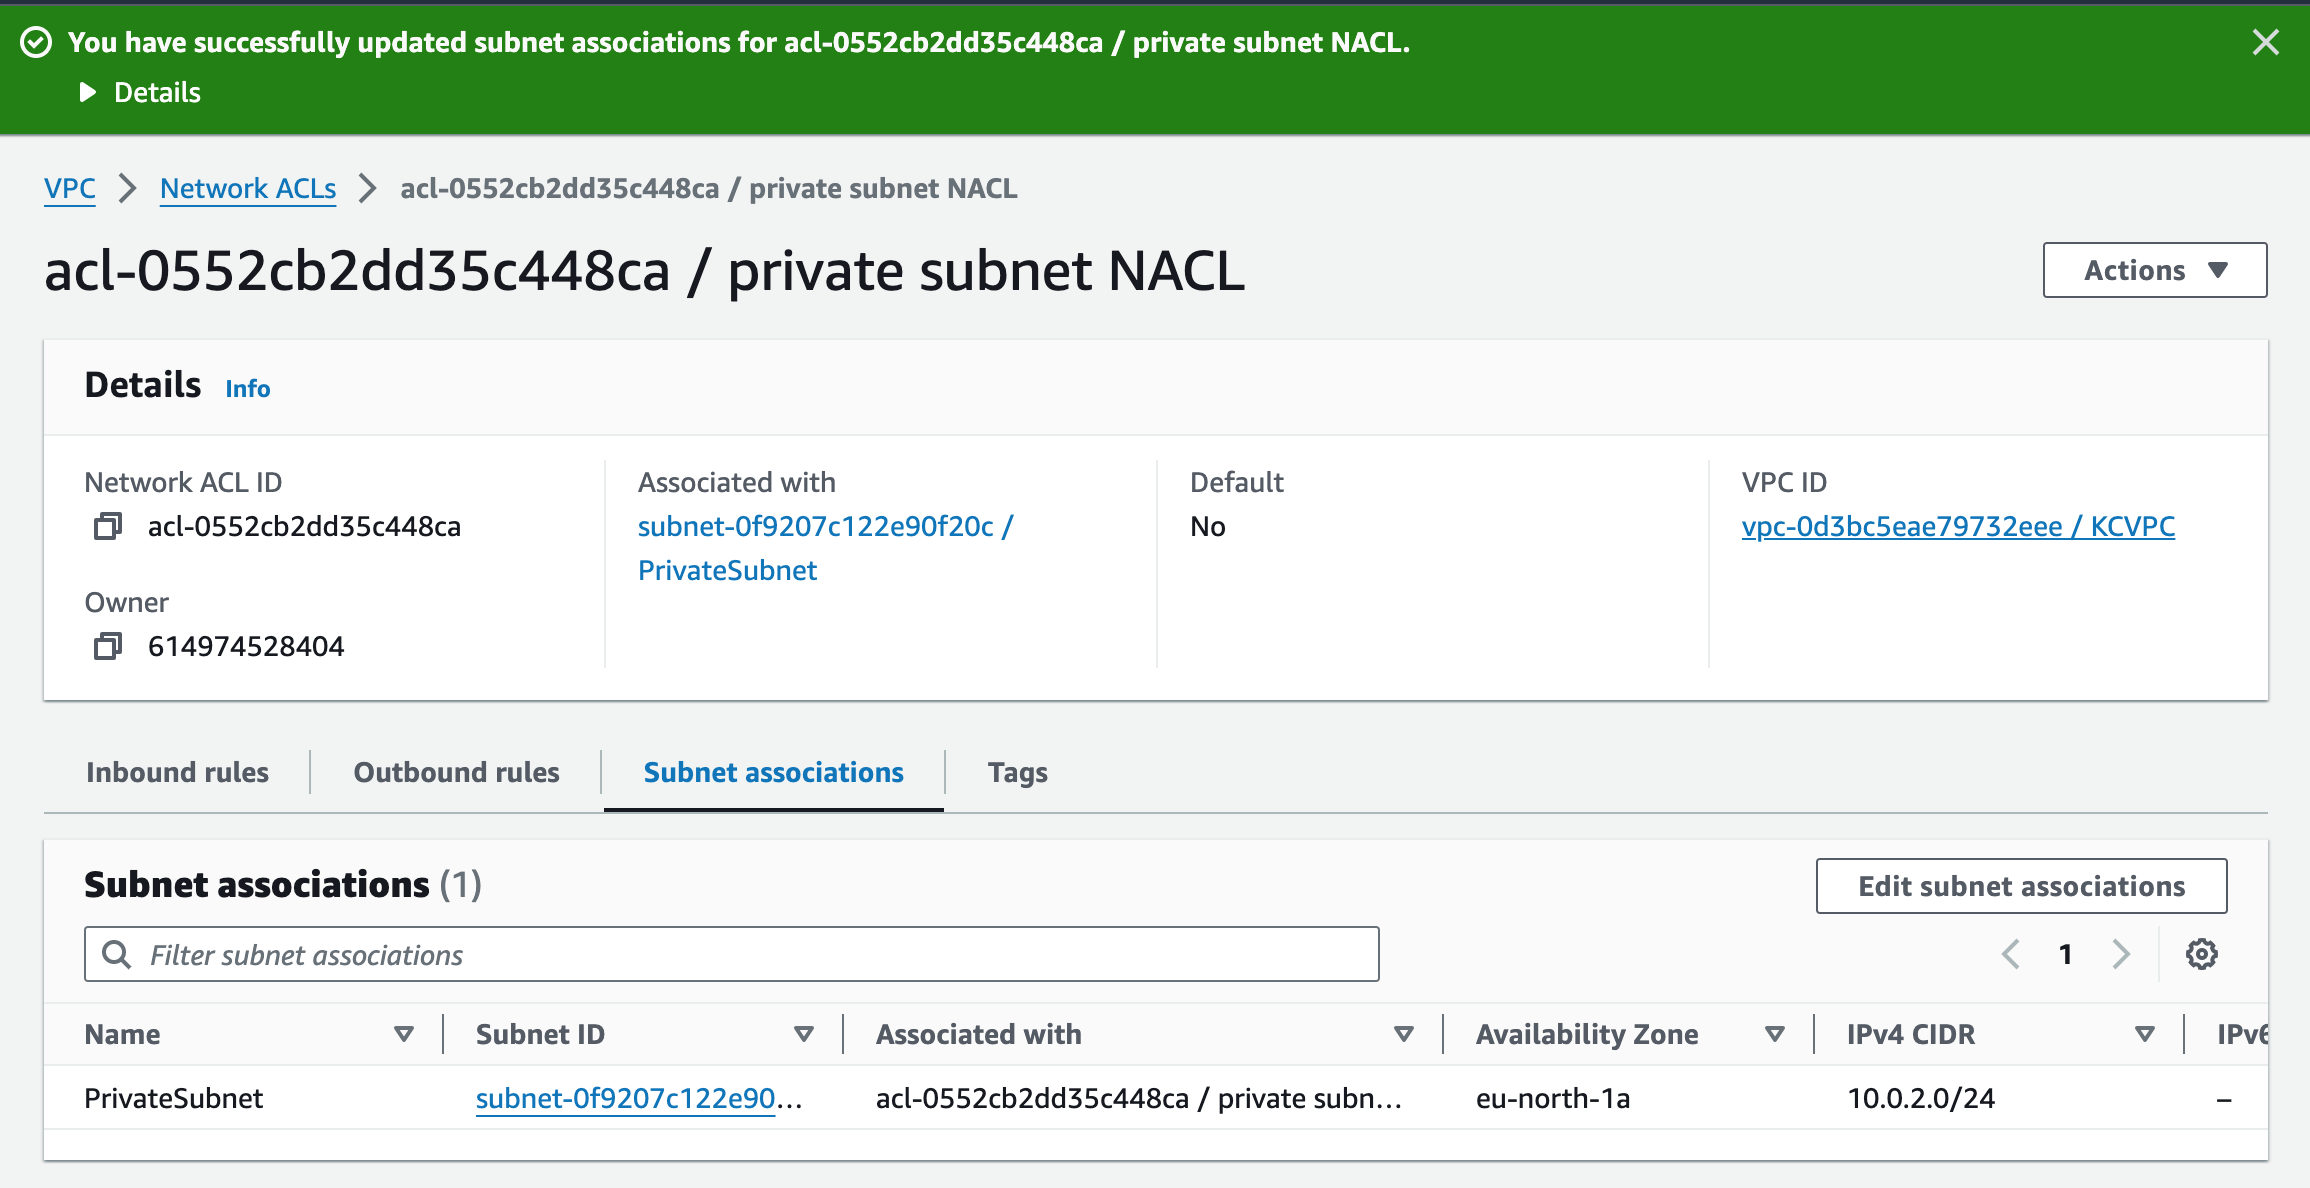 You have successfully updated subnet associations for acl-0552cb2dd35c448ca / private subnet NACL.
Details
VPC > Network ACLs > acl-0552cb2dd35c448ca / private subnet NACL
acl-0552cb2dd35c448ca / private subnet NACL
Actions
Details Info
Network ACL ID
acl-0552cb2dd35c448ca
Owner
614974528404
Associated with
subnet-0f9207c122e90f20c /
PrivateSubnet
Default
No
VPC ID
vpc-0d3bc5eae79732eee / KCVPC
Inbound rules
Outbound rules
Subnet associations
Tags
Subnet associations (1)
Edit subnet associations
Filter subnet associations
1
Name Subnet ID Associated with Availability Zone IPv4 CIDR IPv6
PrivateSubnet subnet-0f9207c122e90... acl-0552cb2dd35c448ca / private subn... eu-north-1a 10.0.2.0/24 –